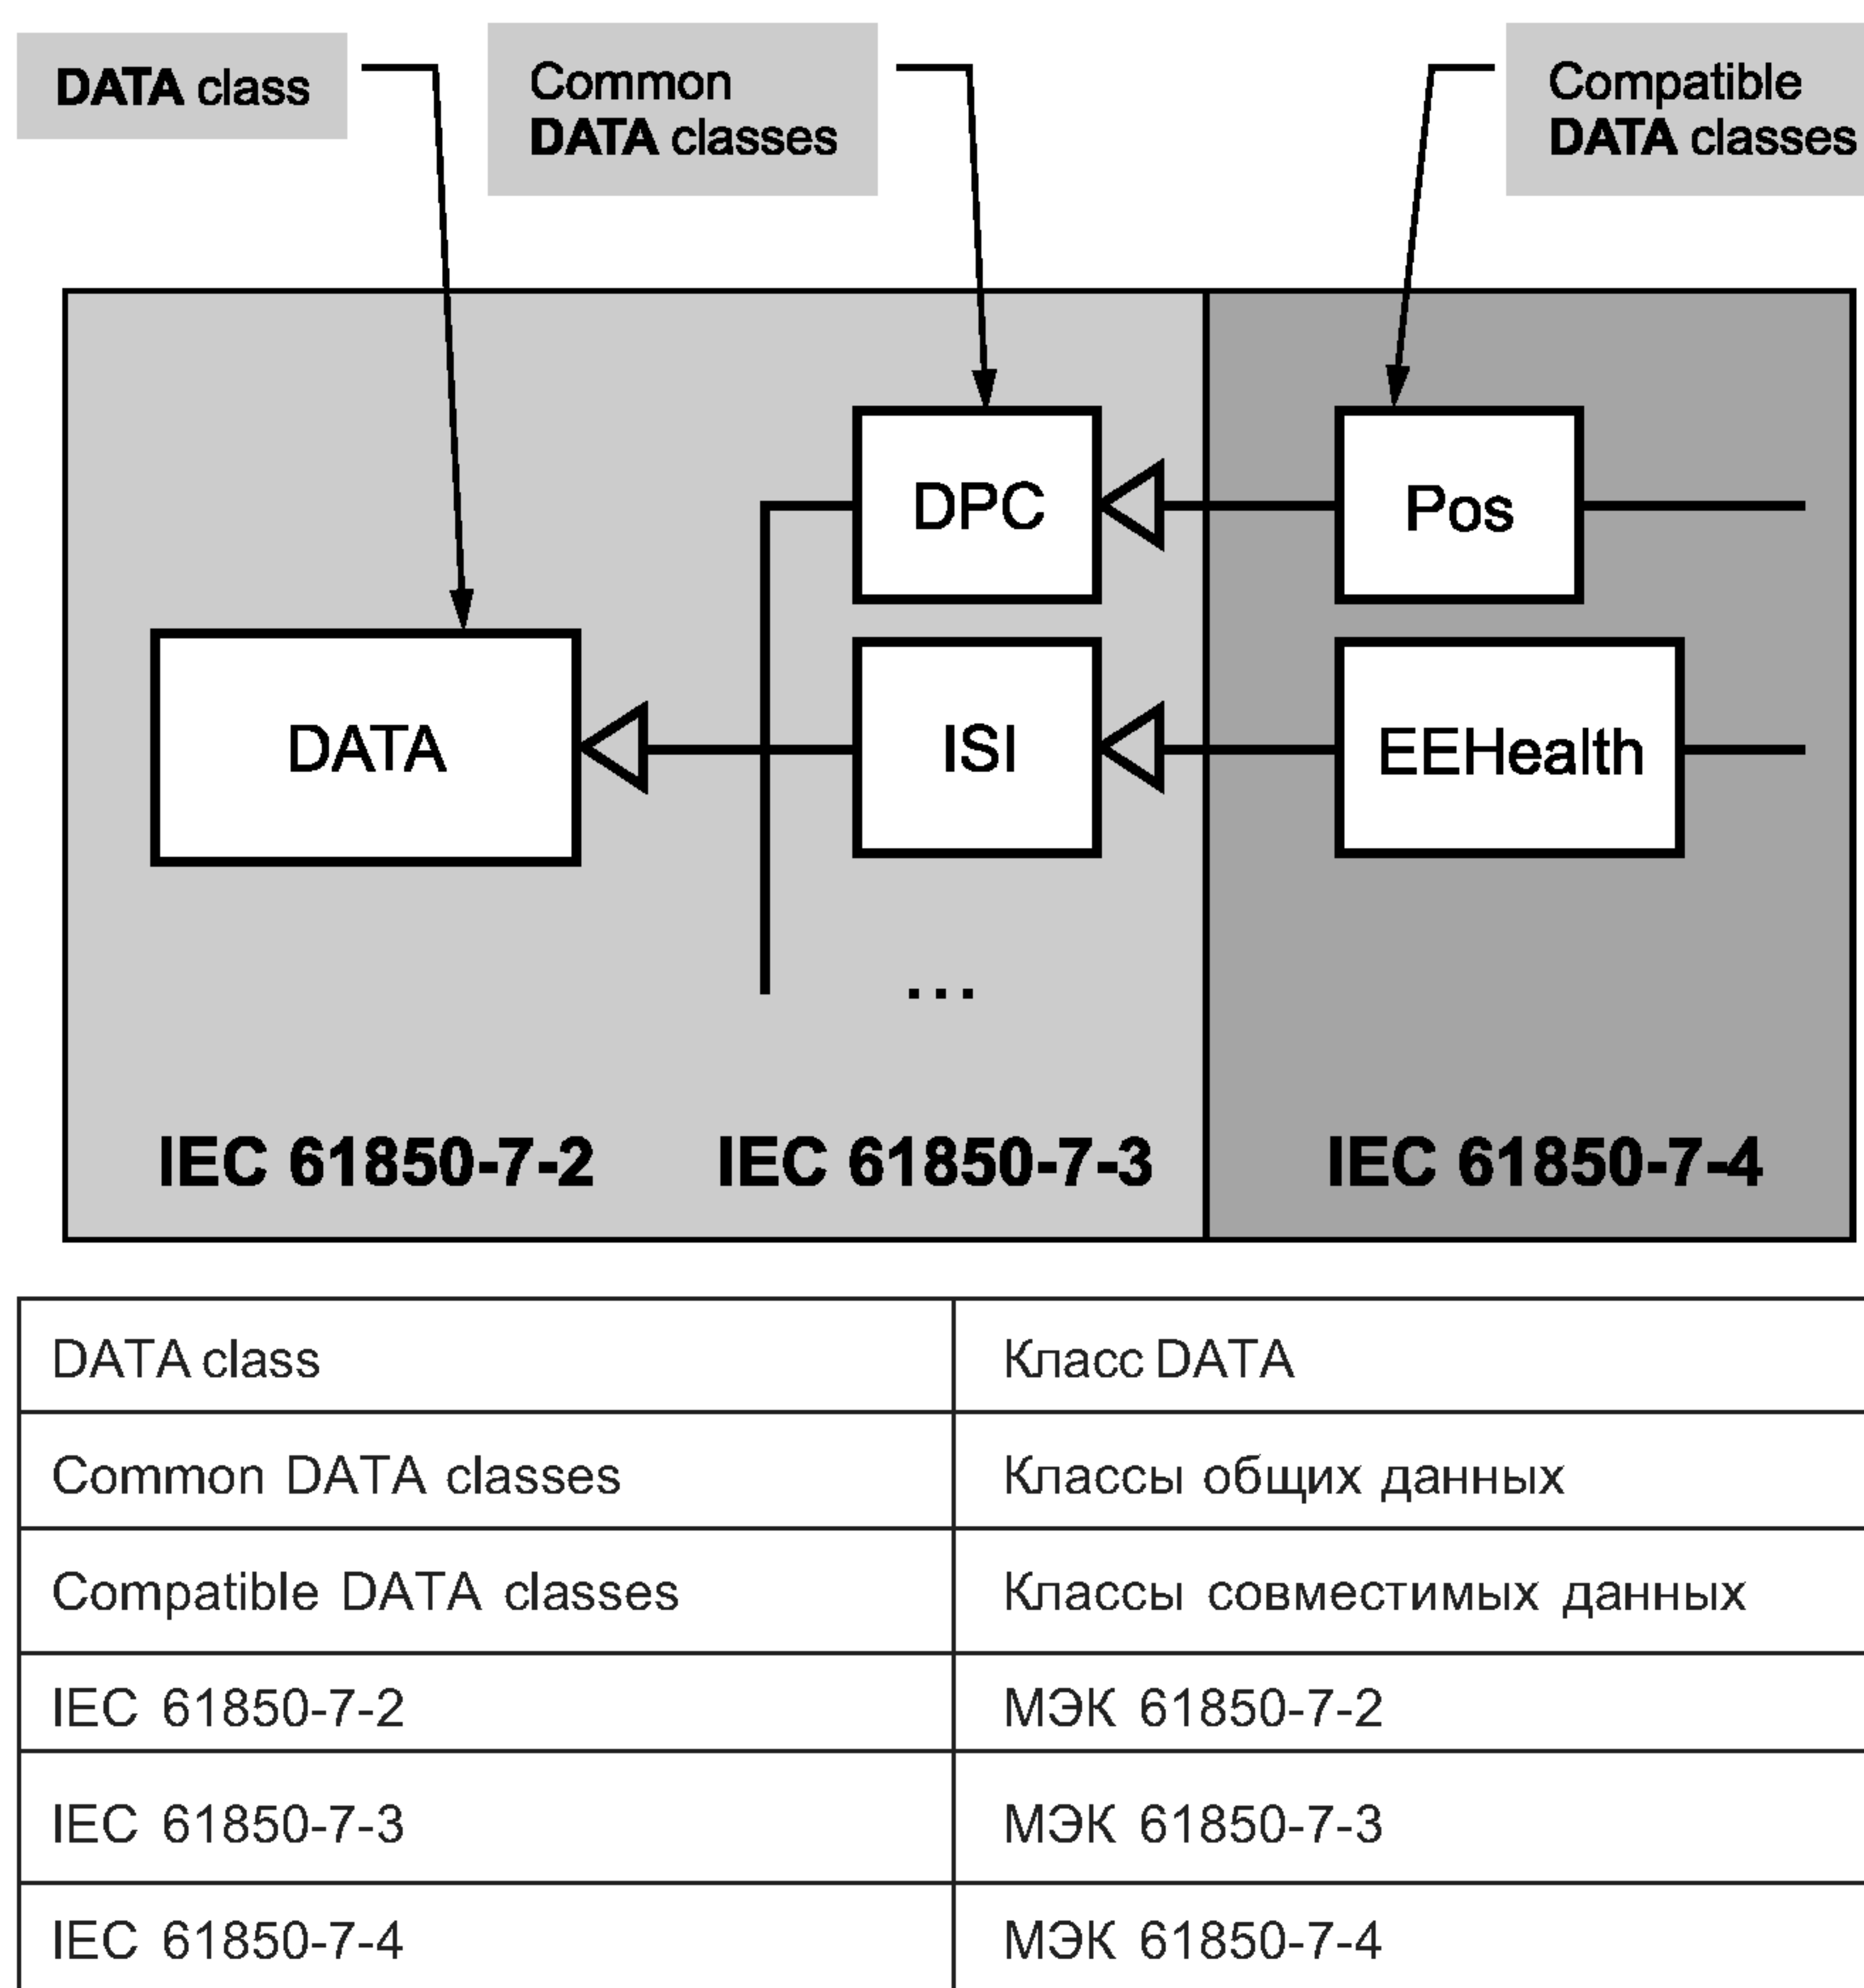 DATA class
Common
DATA classes
Compatible
DATA classes
DPC
Pos
DATA
ISI
EEHealth
...
IEC 61850-7-2
IEC 61850-7-3
IEC 61850-7-4
DATA class
Класс DATA
Common DATA classes
Классы общих данных
Compatible DATA classes
Классы совместимых данных
IEC 61850-7-2
МЭК 61850-7-2
IEC 61850-7-3
МЭК 61850-7-3
IEC 61850-7-4
МЭК 61850-7-4